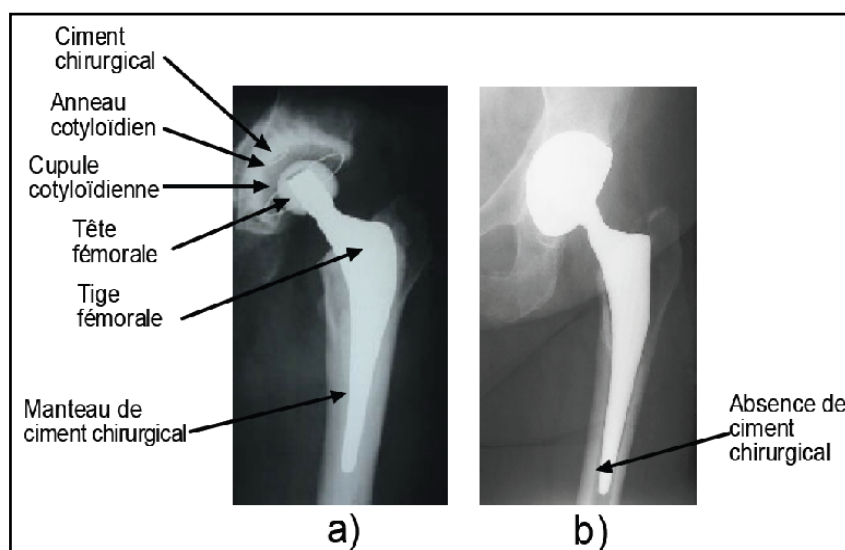 Ciment
chirurgical
Anneau
cotyloïdien
Cupule
cotyloïdienne
Tête
fémorale
Tige
fémorale
Manteau de
ciment chirurgical
Absence de
ciment
chirurgical
a)
b)